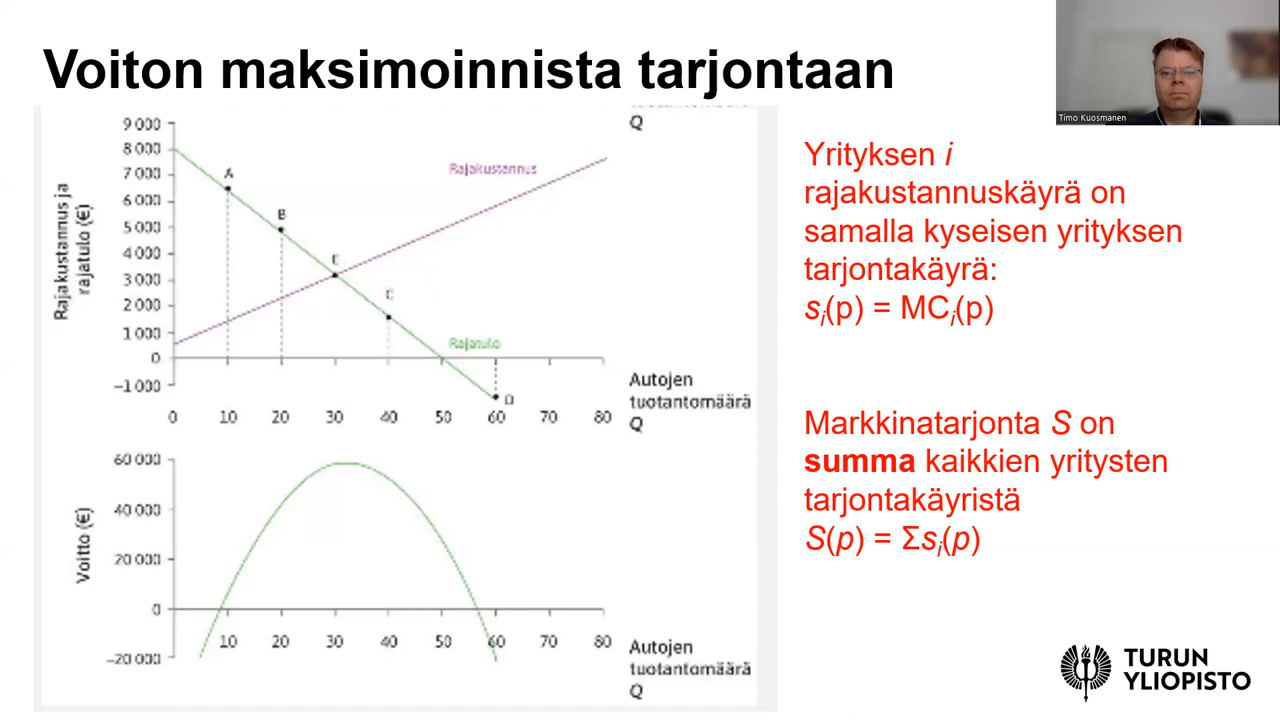 Voiton maksimoinnista tarjontaan
Timo Kuosmanen
Q
Rajakustannus ja
rajatulo (€)
9 000
8 000
7 000
6 000
5 000
4 000
3 000
2 000
1 000
0
–1 000
A
B
E
C
D
Rajakustannus
Rajatulo
0 10 20 30 40 50 60 70 80
Autojen
tuotantomäärä
Q
Voitto (€)
60 000
40 000
20 000
0
–20 000
10 20 30 40 50 60 70 80
Autojen
tuotantomäärä
Q
Yrityksen i
rajakustannuskäyrä on
samalla kyseisen yrityksen
tarjontakäyrä:
si(p) = MCi(p)
Markkinatarjonta S on
summa kaikkien yritysten
tarjontakäyristä
S(p) = Σsi(p)
TURUN
YLIOPISTO